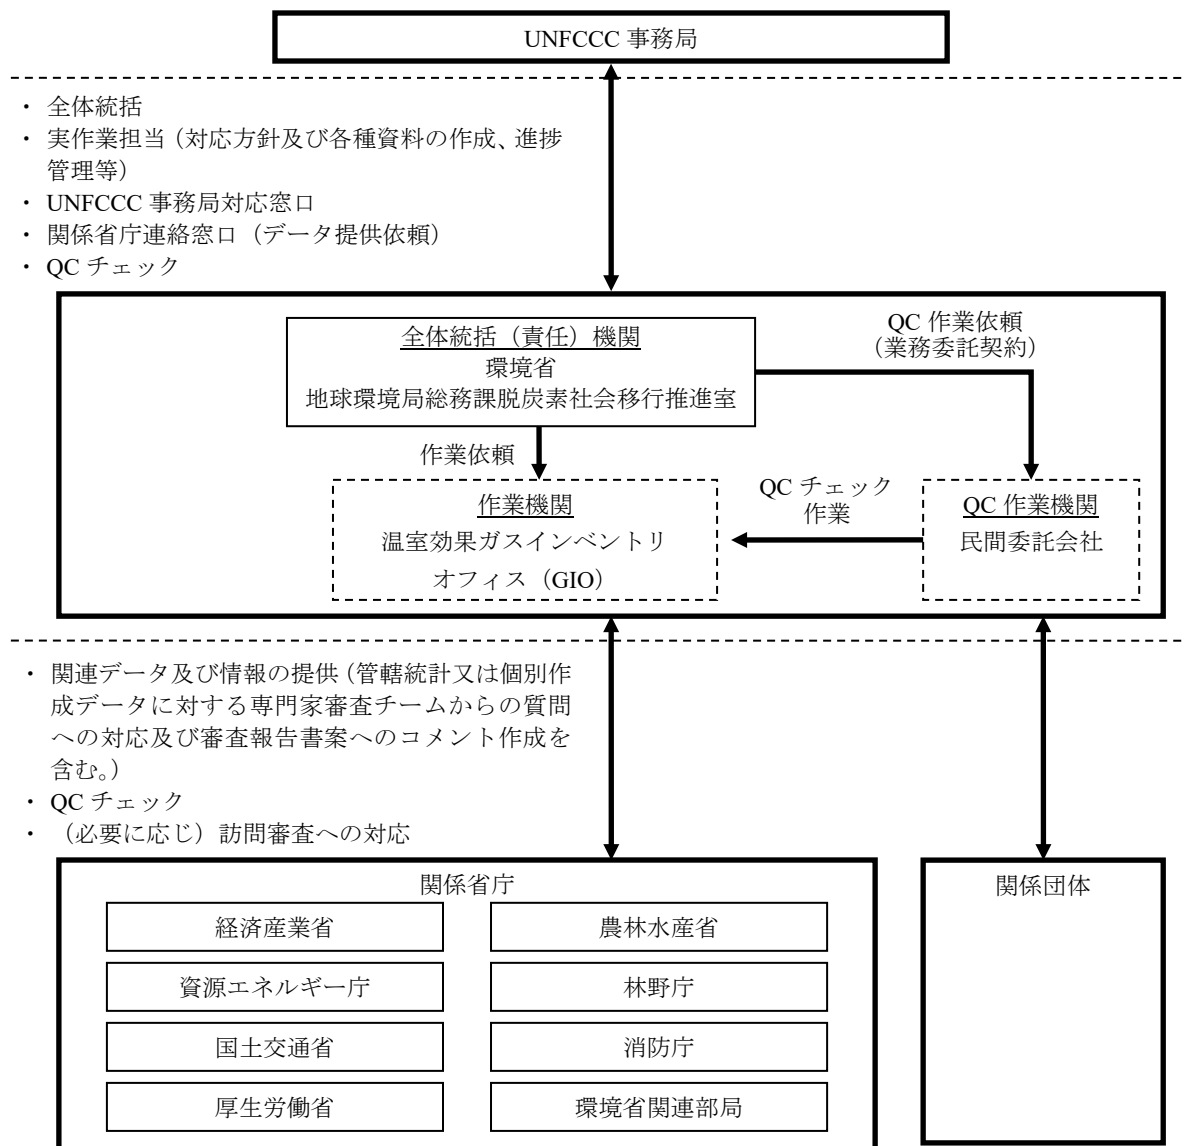 UNFCCC 事務局
・ 全体統括
・ 実作業担当（対応方針及び各種資料の作成、進捗
管理等）
・ UNFCCC 事務局対応窓口
・ 関係省庁連絡窓口（データ提供依頼）
・ QC チェック
全体統括（責任）機関
環境省
地球環境局総務課脱炭素社会移行推進室
QC 作業依頼
（業務委託契約）
作業依頼
作業機関
温室効果ガスインベントリ
オフィス（GIO）
QC チェック
作業
QC 作業機関
民間委託会社
・ 関連データ及び情報の提供（管轄統計又は個別作
成データに対する専門家審査チームからの質問
への対応及び審査報告書案へのコメント作成を
含む。）
・ QC チェック
・ （必要に応じ）訪問審査への対応
関係省庁
経済産業省
農林水産省
資源エネルギー庁
林野庁
国土交通省
消防庁
厚生労働省
環境省関連部局
関係団体